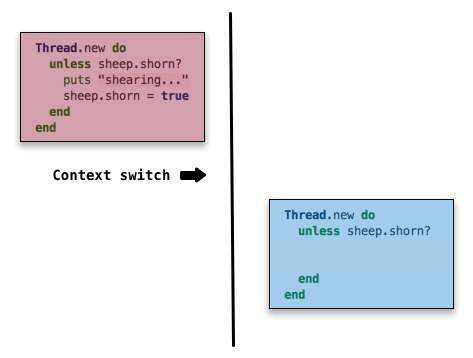 Thread.new do
  unless sheep.shorn?
    puts "shearing..."
    sheep.shorn = true
  end
end
Context switch
Thread.new do
  unless sheep.shorn?
  end
end